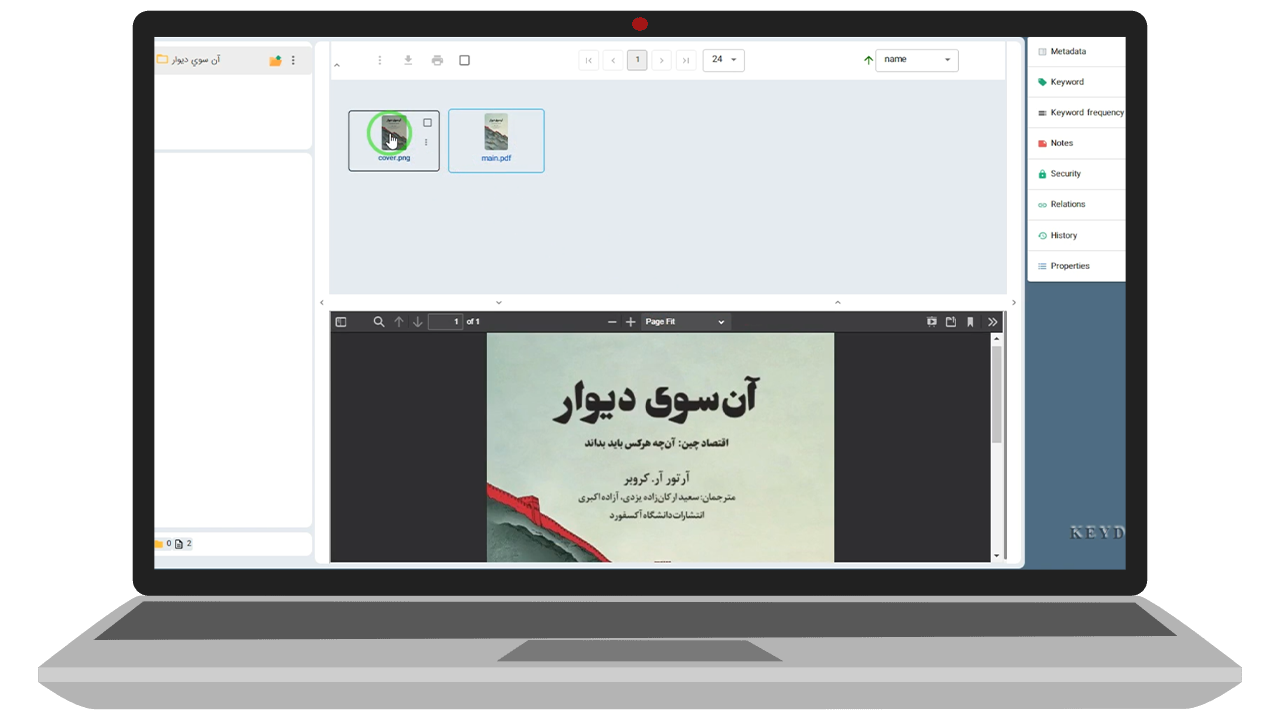 آن سوي ديوار
1
24
name
cover.png
main.pdf
0
2
1 of 1
Page Fit
آن‌سوی دیوار
اقتصاد چین: آن‌چه هرکس باید بداند
آرتور آر. کروبر
مترجمان: سعید ارکان‌زاده یزدی، آزاده اکبری
انتشارات دانشگاه آکسفورد
Metadata
Keyword
Keyword frequency
Notes
Security
Relations
History
Properties
KEYD